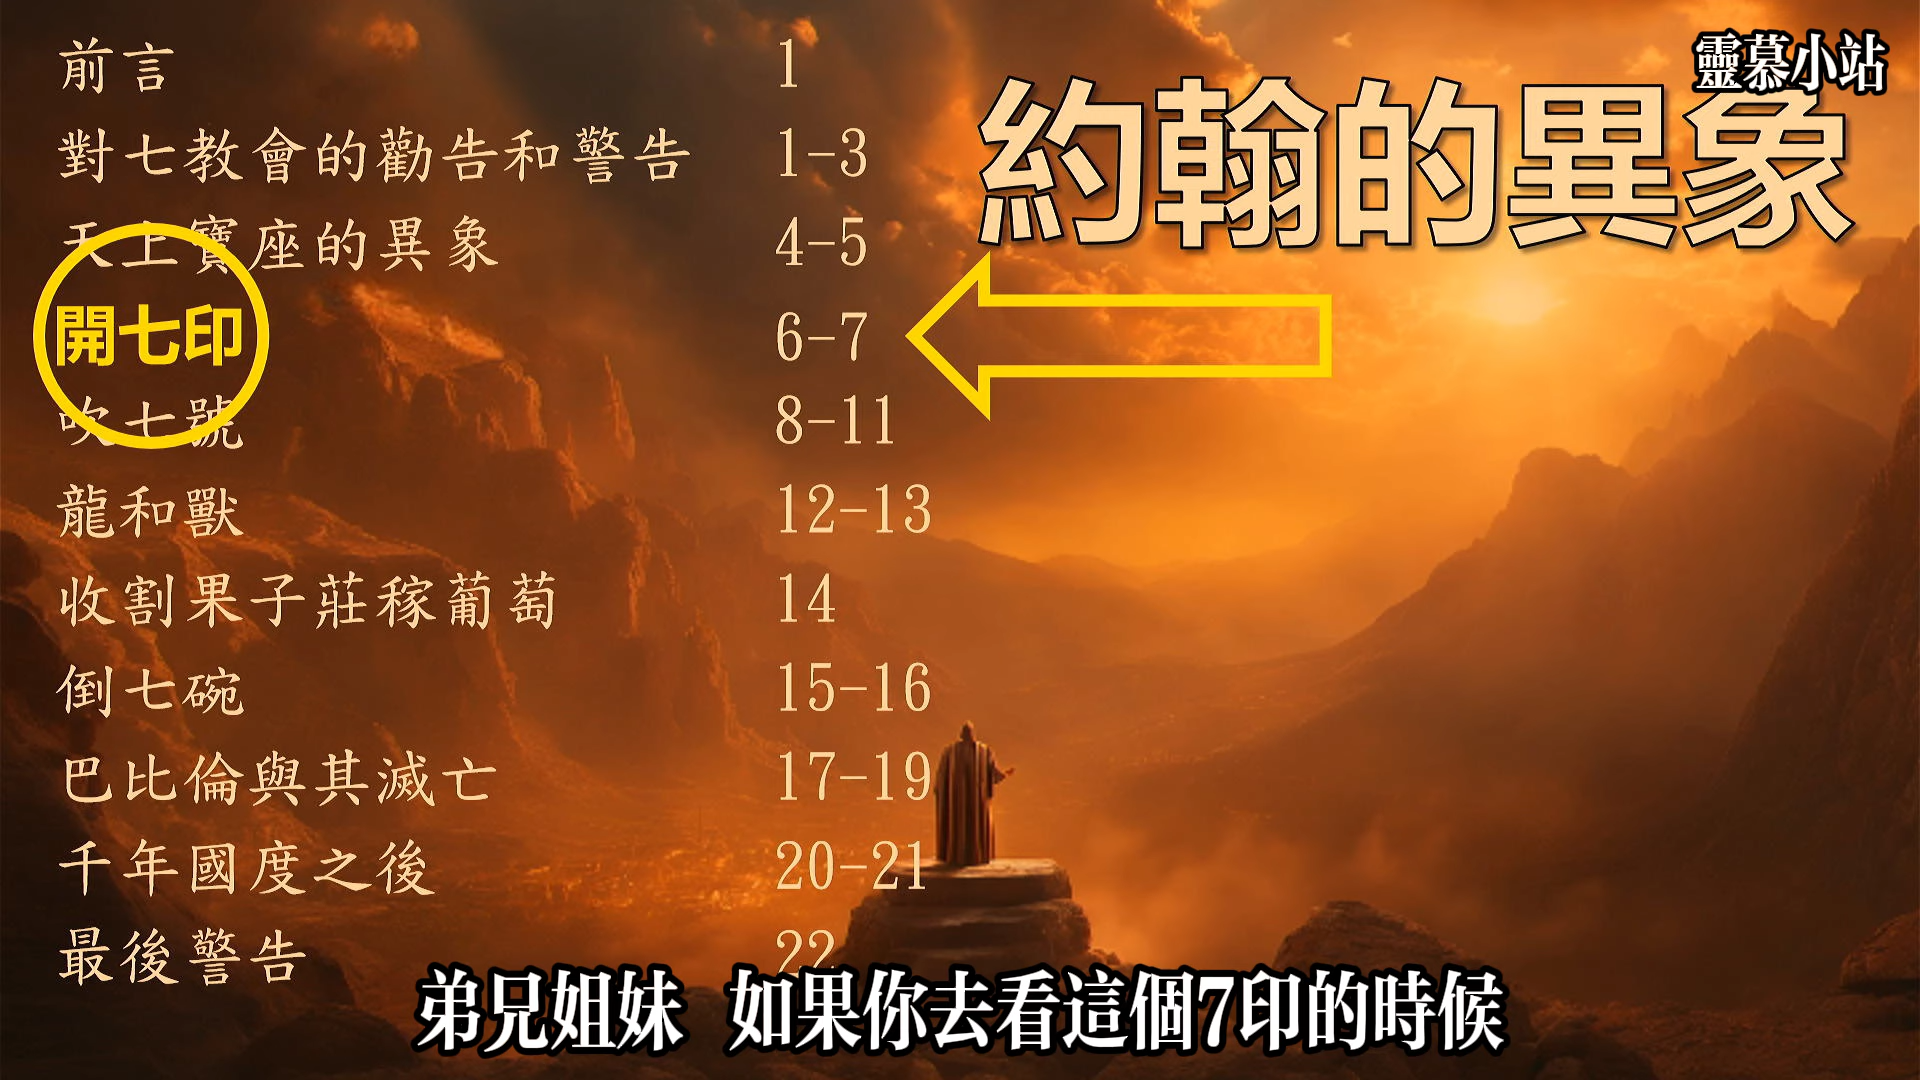 靈慕小站
約翰的異象
前言 1
對七教會的勸告和警告 1-3
天上寶座的異象 4-5
開七印 6-7
吹七號 8-11
龍和獸 12-13
收割果子莊稼葡萄 14
倒七碗 15-16
巴比倫與其滅亡 17-19
千年國度之後 20-21
最後警告 22
弟兄姐妹 如果你去看這個7印的時候